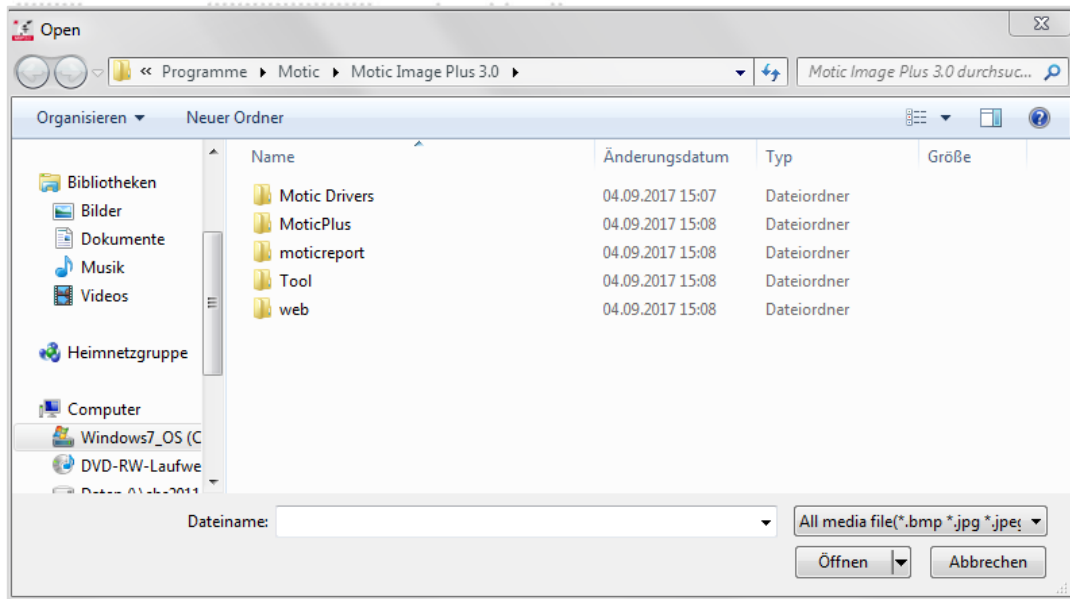 Open
« Programme ▸ Motic ▸ Motic Image Plus 3.0 ▸
Motic Image Plus 3.0 durchsuc...
Organisieren Neuer Ordner
Name Änderungsdatum Typ Größe
Bibliotheken
Bilder
Dokumente
Musik
Videos
Heimnetzgruppe
Computer
Windows7_OS (C
DVD-RW-Laufwe
Motic Drivers 04.09.2017 15:07 Dateiordner
MoticPlus 04.09.2017 15:08 Dateiordner
moticreport 04.09.2017 15:08 Dateiordner
Tool 04.09.2017 15:08 Dateiordner
web 04.09.2017 15:08 Dateiordner
Dateiname:
All media file(*.bmp *.jpg *.jpeg
Öffnen Abbrechen